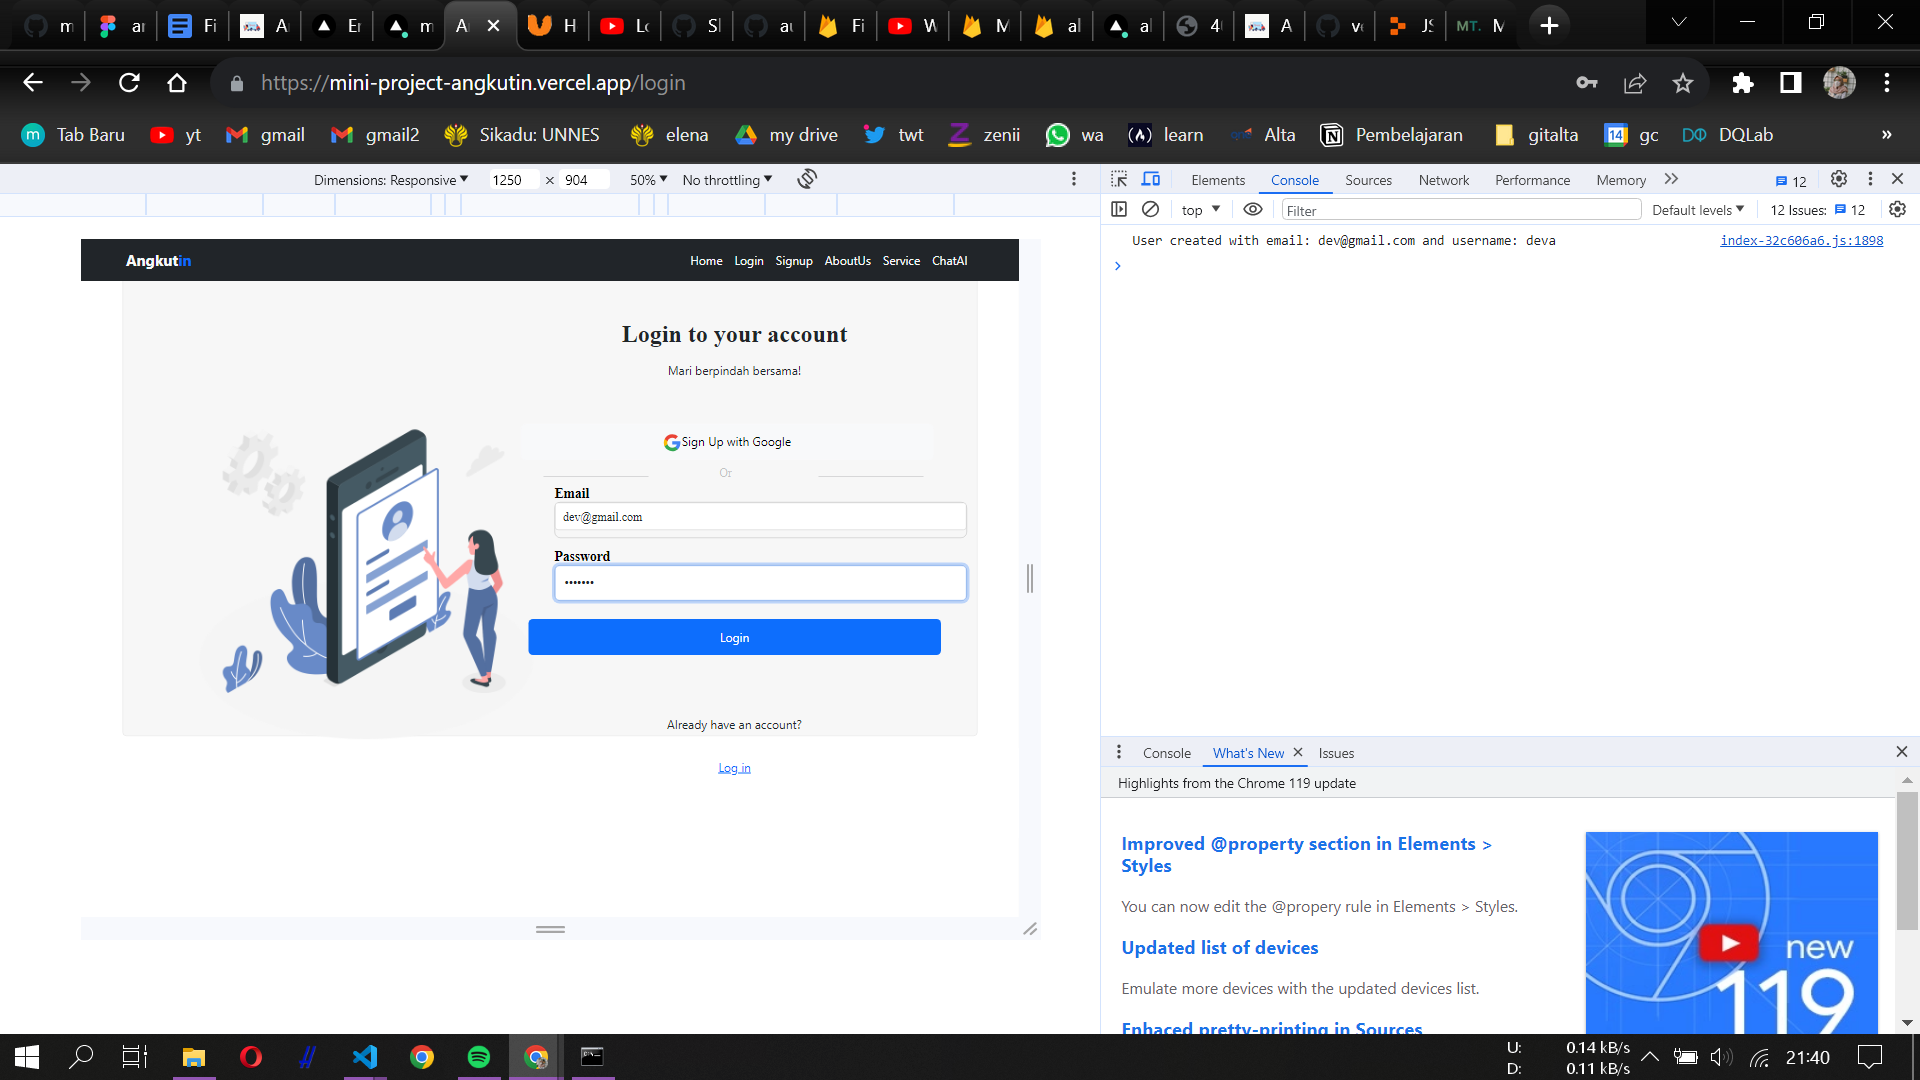 m
ar
Fi
A
Er
m
A
H
Lo
Sl
au
Fi
W
M
al
al
40
A
ve
JS
MT. M
https://mini-project-angkutin.vercel.app/login
m Tab Baru
yt
gmail
gmail2
Sikadu: UNNES
elena
my drive
twt
zenii
wa
learn
Alta
Pembelajaran
gitalta
14 gc
DQLab
»
Dimensions: Responsive 1250 × 904 50% No throttling
Elements Console Sources Network Performance Memory 12
top Filter Default levels 12 Issues: 12
User created with email: dev@gmail.com and username: deva index-32c606a6.js:1898
Angkutin
Home Login Signup AboutUs Service ChatAI
Login to your account
Mari berpindah bersama!
Sign Up with Google
Or
Email
dev@gmail.com
Password
•••••••
Login
Already have an account?
Log in
Console What's New Issues
Highlights from the Chrome 119 update
Improved @property section in Elements >
Styles
You can now edit the @propery rule in Elements > Styles.
Updated list of devices
Emulate more devices with the updated devices list.
Enhaced pretty-printing in Sources
new
119
U: 0.14 kB/s
D: 0.11 kB/s
21:40